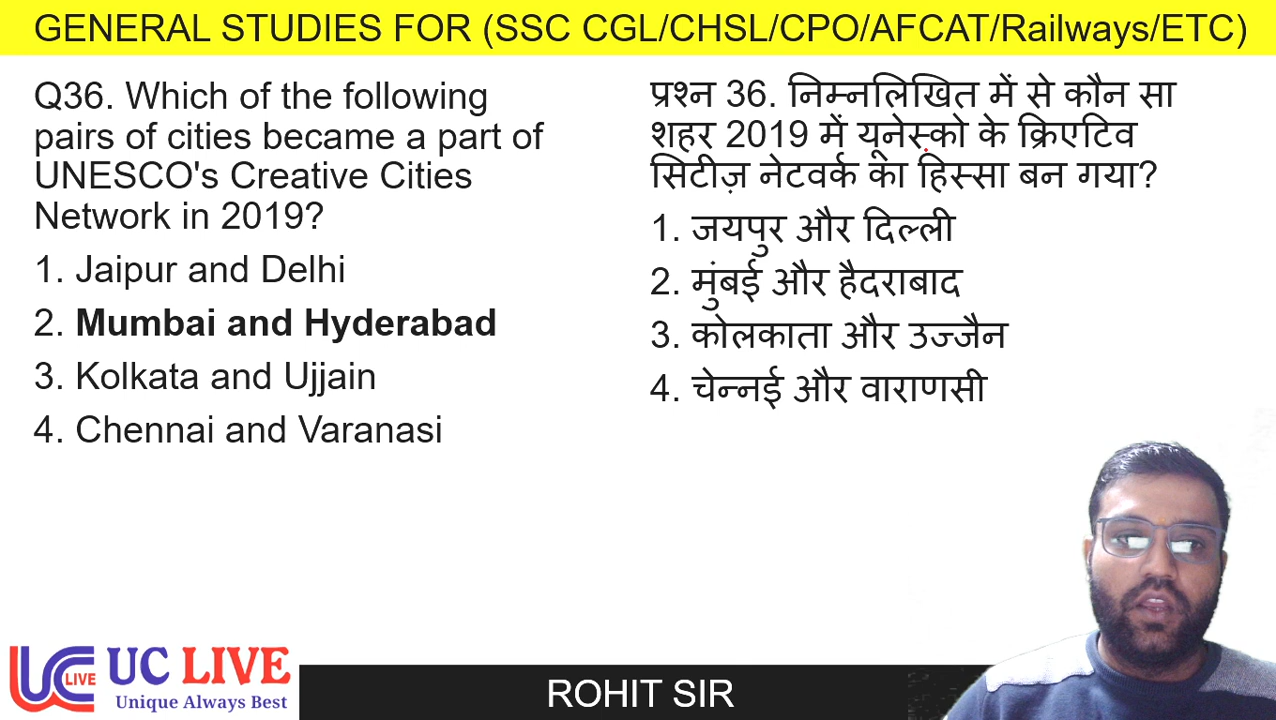 GENERAL STUDIES FOR (SSC CGL/CHSL/CPO/AFCAT/Railways/ETC)
Q36. Which of the following
pairs of cities became a part of
UNESCO's Creative Cities
Network in 2019?
1. Jaipur and Delhi
2. Mumbai and Hyderabad
3. Kolkata and Ujjain
4. Chennai and Varanasi
प्रश्न 36. निम्नलिखित में से कौन सा
शहर 2019 में यूनेस्को के क्रिएटिव
सिटीज़ नेटवर्क का हिस्सा बन गया?
1. जयपुर और दिल्ली
2. मुंबई और हैदराबाद
3. कोलकाता और उज्जैन
4. चेन्नई और वाराणसी
UC LIVE UC LIVE
Unique Always Best
ROHIT SIR